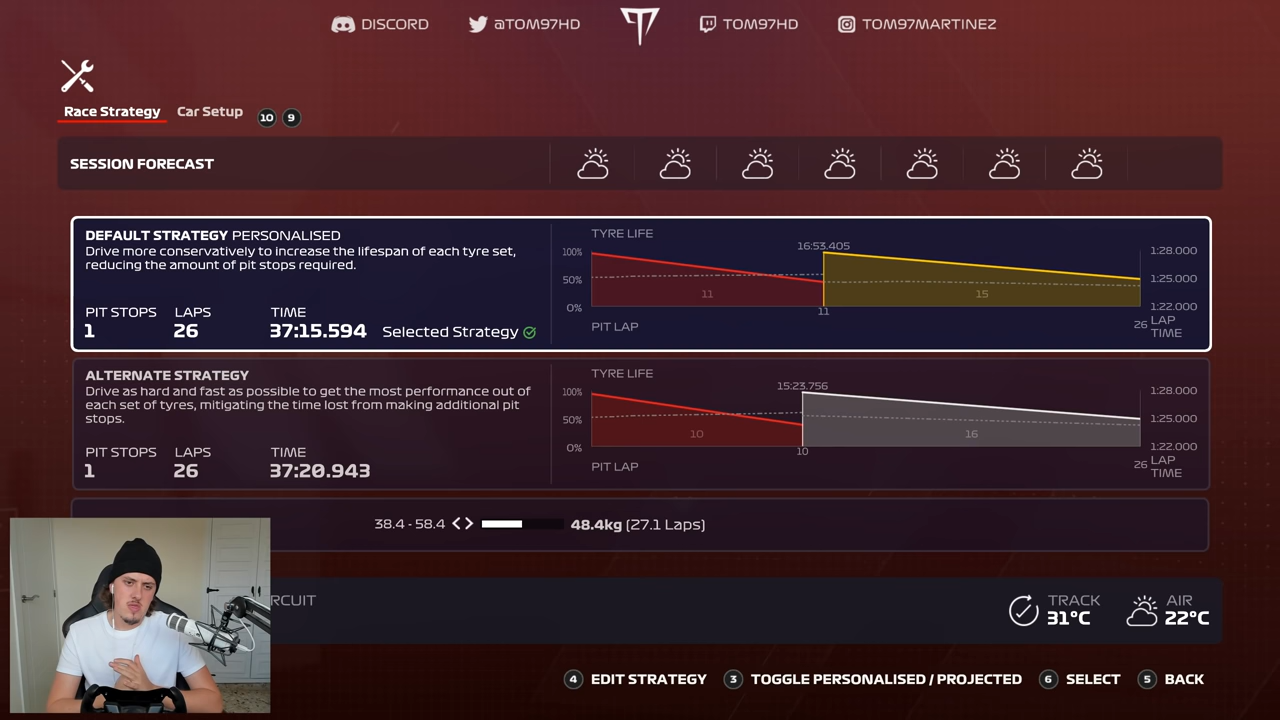 DISCORD @TOM97HD TOM97HD TOM97MARTINEZ
Race Strategy Car Setup 10 9
SESSION FORECAST
DEFAULT STRATEGY PERSONALISED
Drive more conservatively to increase the lifespan of each tyre set,
reducing the amount of pit stops required.
PIT STOPS LAPS TIME
1 26 37:15.594 Selected Strategy
TYRE LIFE
16:53.405
100% 1:28.000
50% 1:25.000
11 15
0% 1:22.000
11
PIT LAP 26 LAP
TIME
ALTERNATE STRATEGY
Drive as hard and fast as possible to get the most performance out of
each set of tyres, mitigating the time lost from making additional pit
stops.
PIT STOPS LAPS TIME
1 26 37:20.943
TYRE LIFE
15:23.756
100% 1:28.000
50% 1:25.000
10 16
0% 1:22.000
10
PIT LAP 26 LAP
TIME
38.4 - 58.4 <> 48.4kg (27.1 Laps)
RCUIT
TRACK
31°C
AIR
22°C
4 EDIT STRATEGY 3 TOGGLE PERSONALISED / PROJECTED 6 SELECT 5 BACK